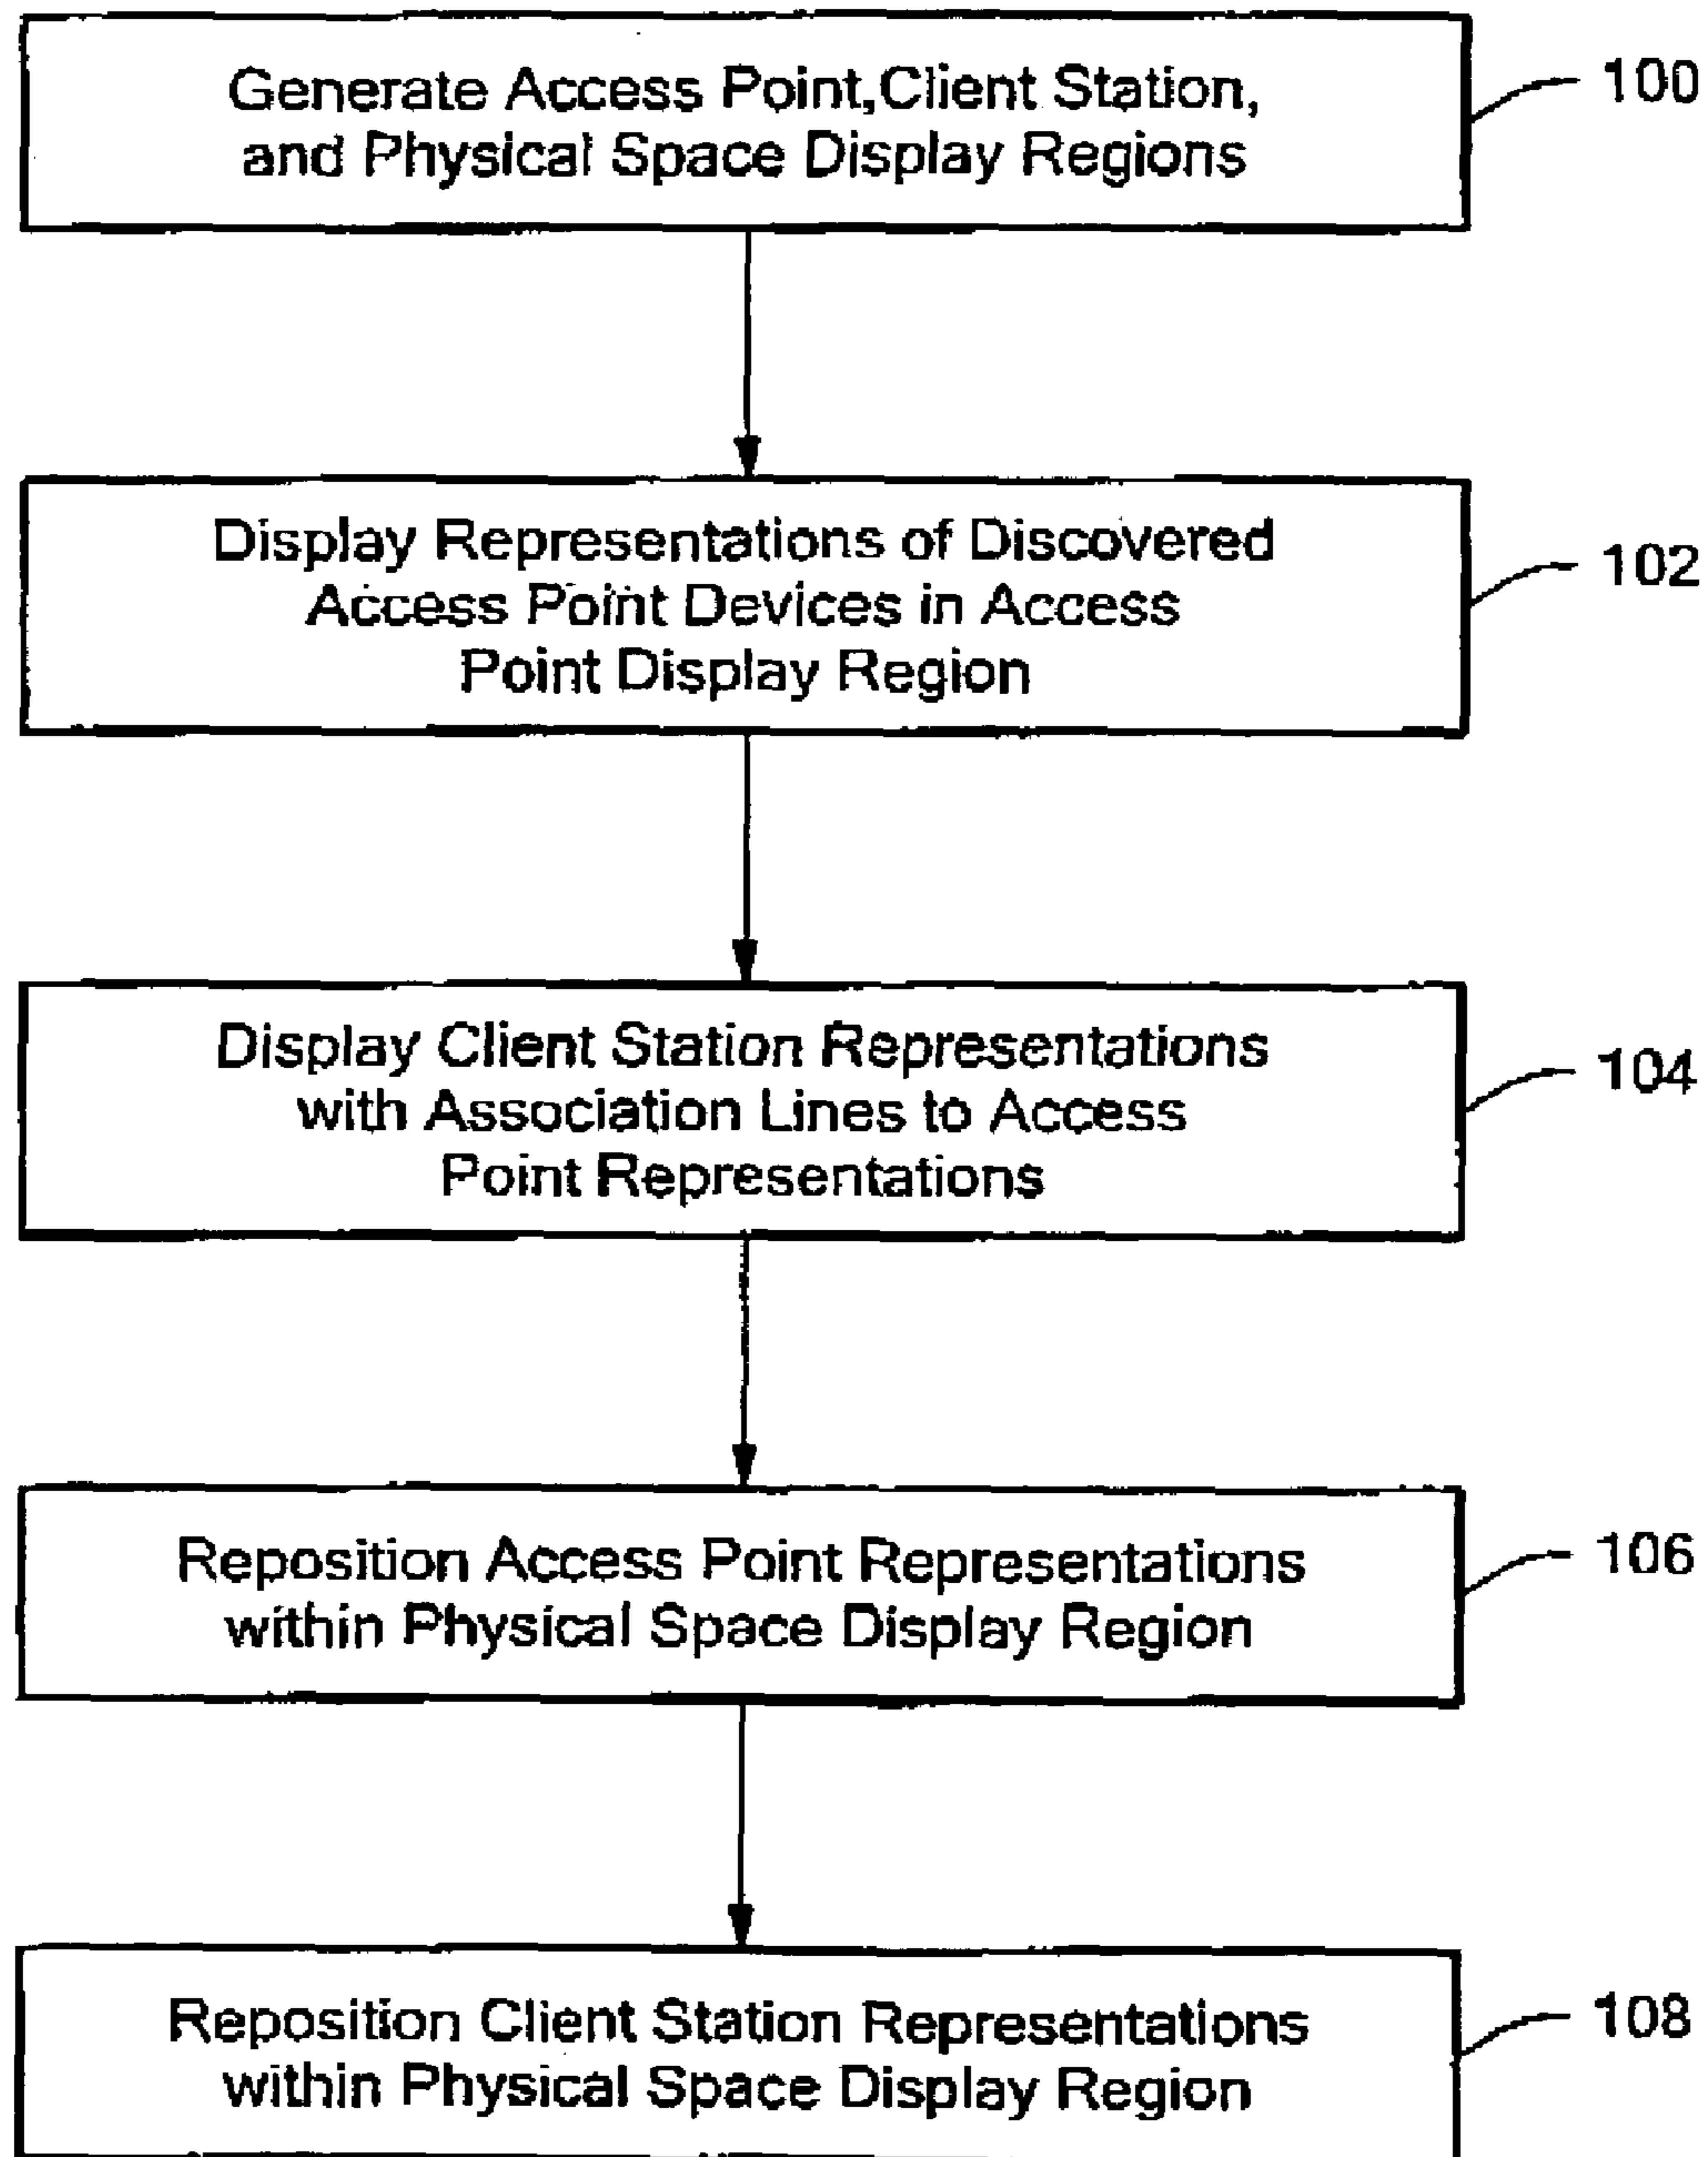 Generate Access Point,Client Station,
and Physical Space Display Regions
100
Display Representations of Discovered
Access Point Devices in Access
Point Display Region
102
Display Client Station Representations
with Association Lines to Access
Point Representations
104
Reposition Access Point Representations
within Physical Space Display Region
106
Reposition Client Station Representations
within Physical Space Display Region
108